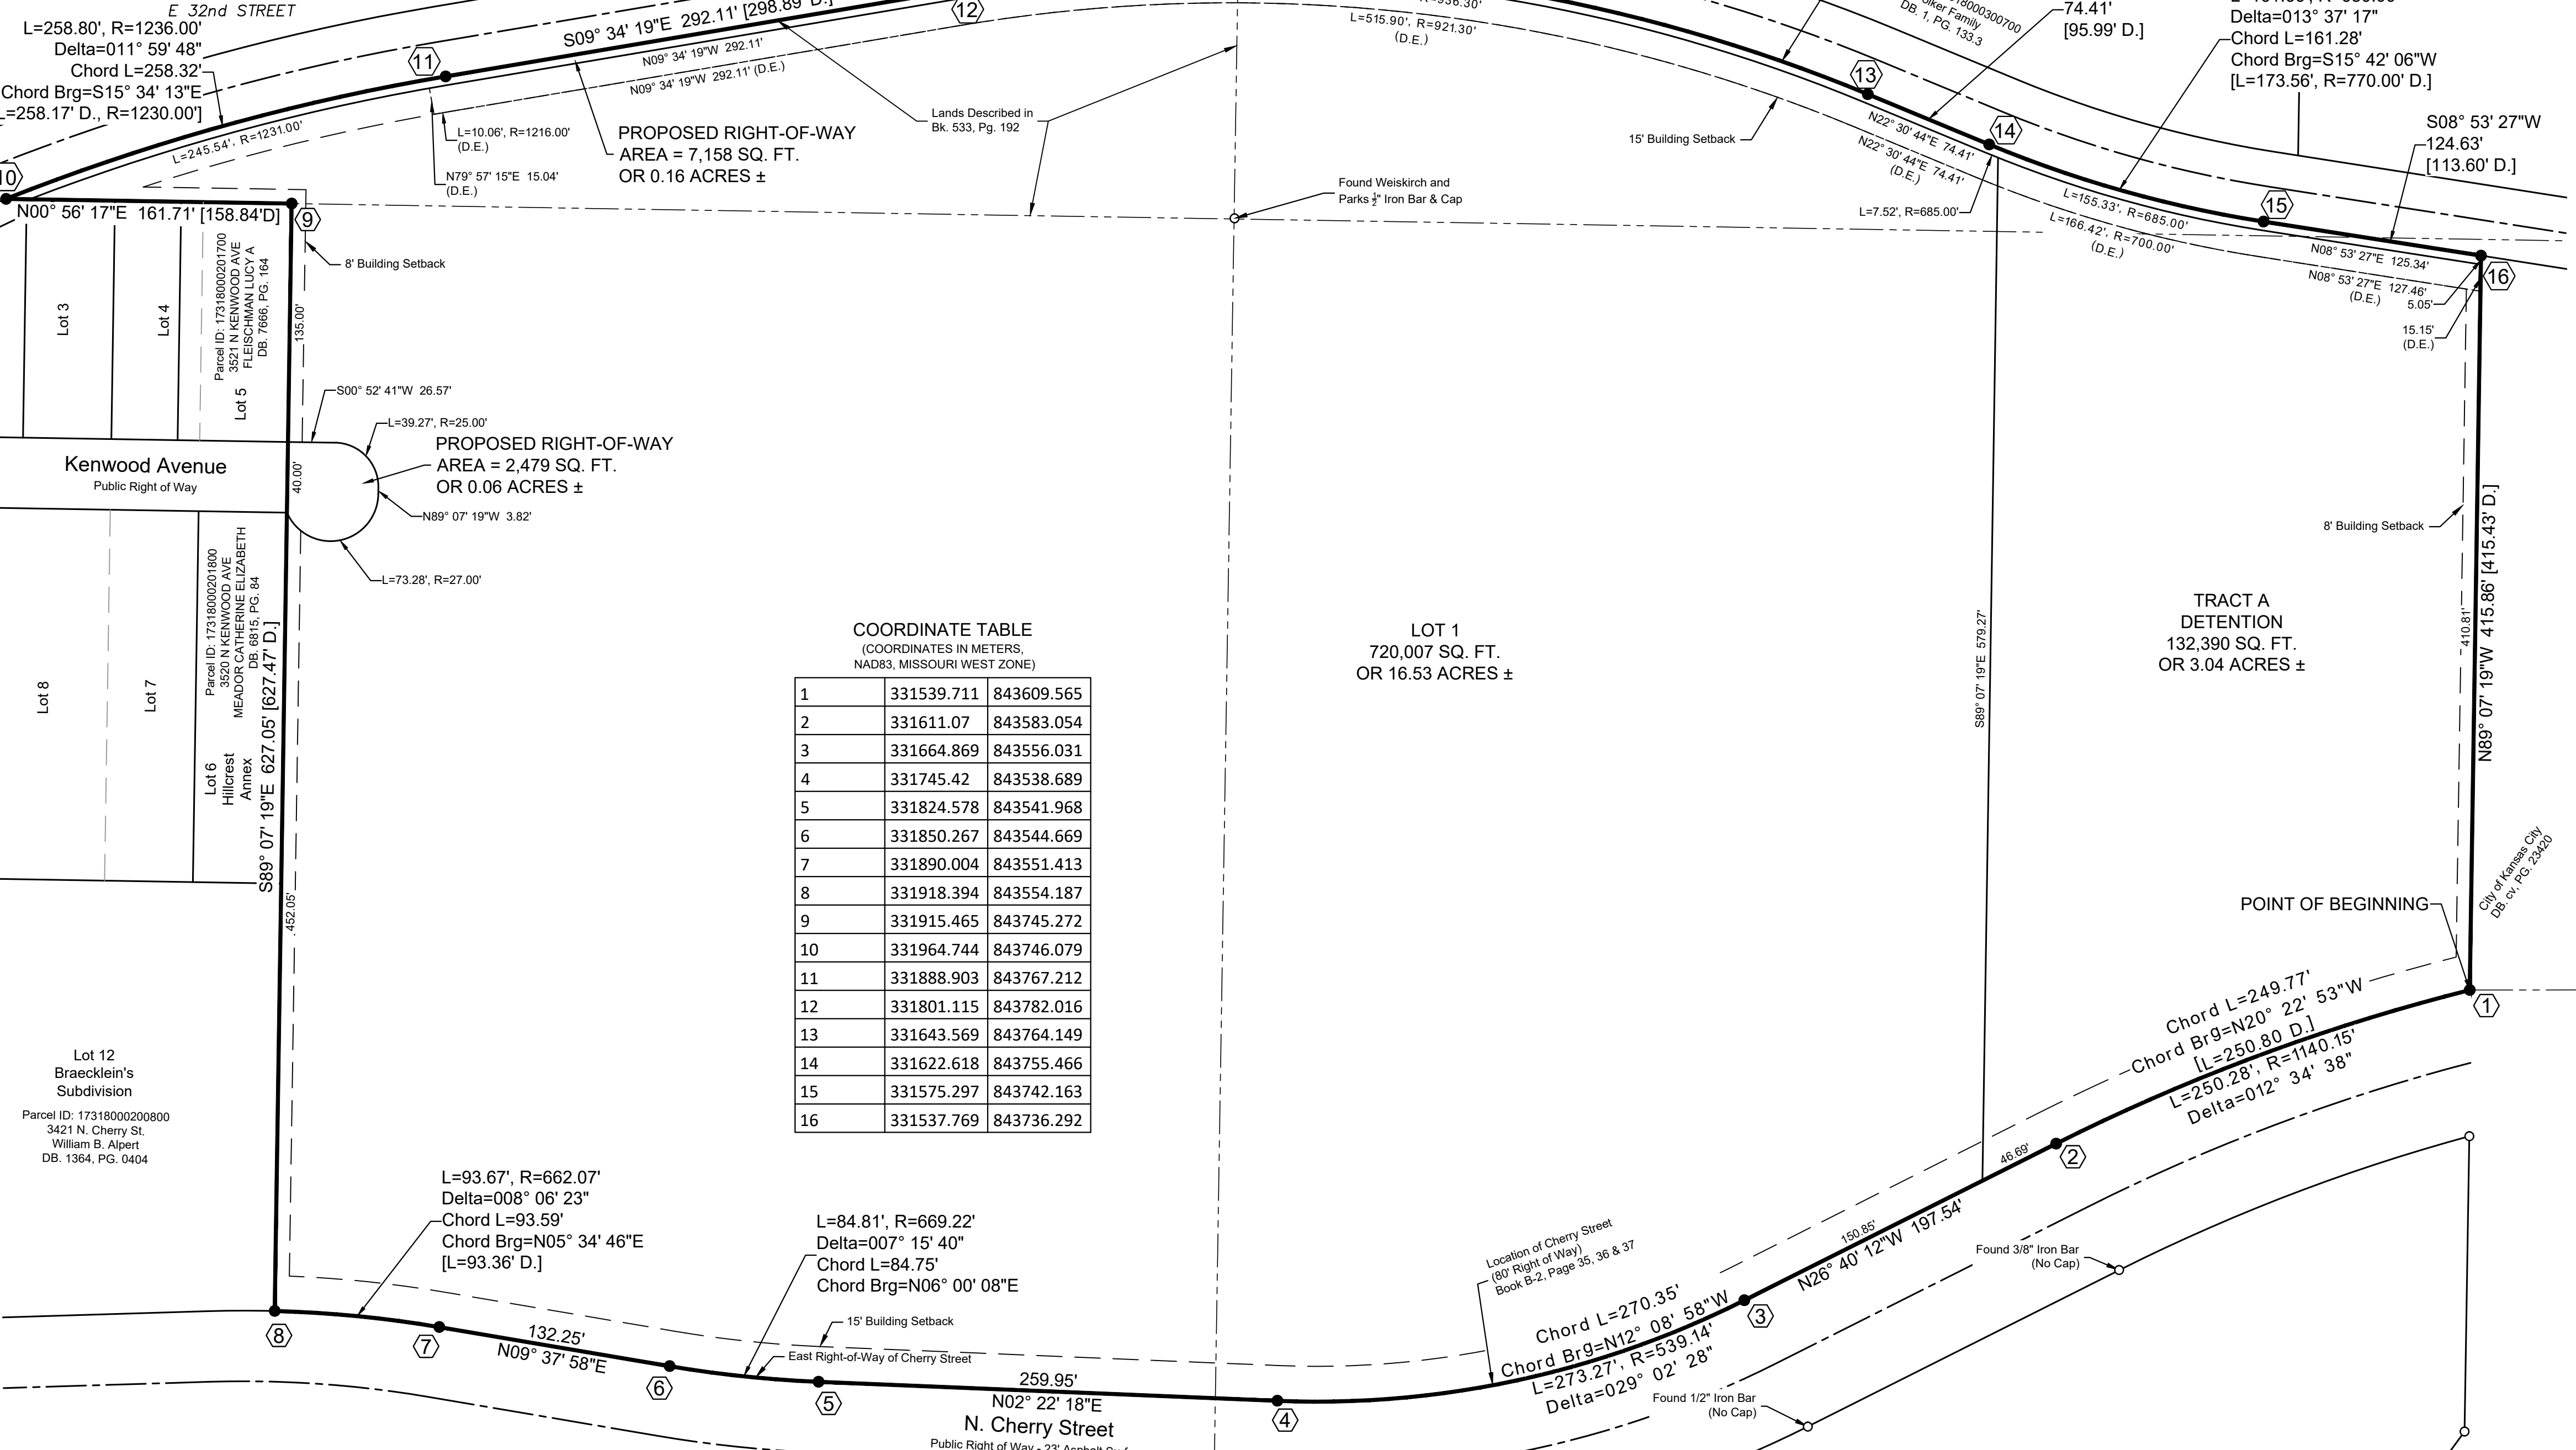 E 32nd STREET
L=258.80', R=1236.00'
Delta=011° 59' 48"
Chord L=258.32'
Chord Brg=S15° 34' 13"E
L=258.17' D., R=1230.00']
10
L=245.54', R=1231.00'
11
S09° 34' 19"E 292.11' [298.89' D.]
N09° 34' 19"W 292.11'
N09° 34' 19"W 292.11' (D.E.)
12
L=10.06', R=1216.00'
(D.E.)
N79° 57' 15"E 15.04'
(D.E.)
PROPOSED RIGHT-OF-WAY
AREA = 7,158 SQ. FT.
OR 0.16 ACRES ±
Lands Described in
Bk. 533, Pg. 192
L=515.90', R=921.30'
(D.E.)
Found Weiskirch and
Parks ½" Iron Bar & Cap
15' Building Setback
DB. 1, PG. 133.3
13
74.41'
[95.99' D.]
N22° 30' 44"E 74.41'
N22° 30' 44"E 74.41'
(D.E.)
14
L=7.52', R=685.00'
Delta=013° 37' 17"
Chord L=161.28'
Chord Brg=S15° 42' 06"W
[L=173.56', R=770.00' D.]
L=155.33', R=685.00'
L=166.42', R=700.00'
(D.E.)
15
S08° 53' 27"W
124.63'
[113.60' D.]
N08° 53' 27"E 125.34'
N08° 53' 27"E 127.46'
(D.E.)
5.05'
15.15'
(D.E.)
16
N00° 56' 17"E 161.71' [158.84'D]
9
8' Building Setback
Lot 3
Lot 4
Parcel ID: 17318000201700
3521 N KENWOOD AVE
FLEISCHMAN LUCY A
DB. 7666, PG. 164
Lot 5
135.00'
S00° 52' 41"W 26.57'
L=39.27', R=25.00'
Kenwood Avenue
Public Right of Way
40.00'
PROPOSED RIGHT-OF-WAY
AREA = 2,479 SQ. FT.
OR 0.06 ACRES ±
N89° 07' 19"W 3.82'
L=73.28', R=27.00'
Lot 8
Lot 7
Parcel ID: 17318000201800
3520 N KENWOOD AVE
MEADOR CATHERINE ELIZABETH
DB. 6815, PG. 84
Lot 6
Hillcrest
Annex
S89° 07' 19"E 627.05' [627.47' D.]
452.05'
COORDINATE TABLE
(COORDINATES IN METERS,
NAD83, MISSOURI WEST ZONE)
1 331539.711 843609.565
2 331611.07 843583.054
3 331664.869 843556.031
4 331745.42 843538.689
5 331824.578 843541.968
6 331850.267 843544.669
7 331890.004 843551.413
8 331918.394 843554.187
9 331915.465 843745.272
10 331964.744 843746.079
11 331888.903 843767.212
12 331801.115 843782.016
13 331643.569 843764.149
14 331622.618 843755.466
15 331575.297 843742.163
16 331537.769 843736.292
LOT 1
720,007 SQ. FT.
OR 16.53 ACRES ±
S89° 07' 19"E 579.27'
TRACT A
DETENTION
132,390 SQ. FT.
OR 3.04 ACRES ±
8' Building Setback
410.81'
N89° 07' 19"W 415.86' [415.43' D.]
City of Kansas City
DB. cv, PG. 23420
POINT OF BEGINNING
1
Chord L=249.77'
Chord Brg=N20° 22' 53"W
[L=250.80 D.]
L=250.28', R=1140.15'
Delta=012° 34' 38"
2
46.69'
150.85'
N26° 40' 12"W 197.54'
3
Found 3/8" Iron Bar
(No Cap)
Location of Cherry Street
(80' Right of Way)
Book B-2, Page 35, 36 & 37
Chord L=270.35'
Chord Brg=N12° 08' 58"W
L=273.27', R=539.14'
Delta=029° 02' 28"
Found 1/2" Iron Bar
(No Cap)
Lot 12
Braecklein's
Subdivision
Parcel ID: 17318000200800
3421 N. Cherry St.
William B. Alpert
DB. 1364, PG. 0404
L=93.67', R=662.07'
Delta=008° 06' 23"
Chord L=93.59'
Chord Brg=N05° 34' 46"E
[L=93.36' D.]
8
7
132.25'
N09° 37' 58"E
6
L=84.81', R=669.22'
Delta=007° 15' 40"
Chord L=84.75'
Chord Brg=N06° 00' 08"E
15' Building Setback
East Right-of-Way of Cherry Street
5
259.95'
N02° 22' 18"E
4
N. Cherry Street
Public Right of Way - 23' Asphalt